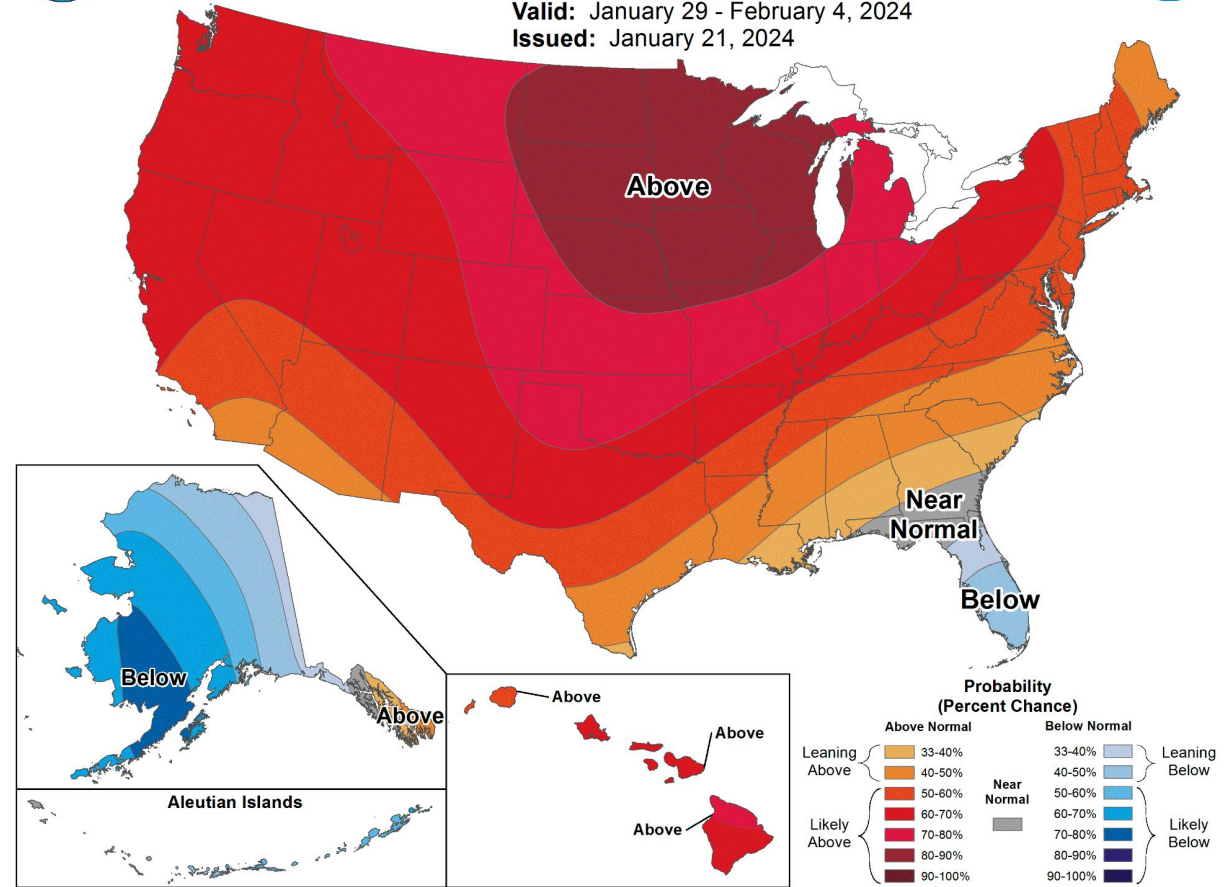 Valid: January 29 - February 4, 2024
Issued: January 21, 2024
Above
Near
Normal
Below
Below
Above
Aleutian Islands
Above
Above
Above
Probability
(Percent Chance)
Above Normal
Below Normal
Leaning
Above
33-40%
40-50%
Likely
Above
50-60%
60-70%
70-80%
80-90%
90-100%
Near
Normal
33-40%
40-50%
Leaning
Below
50-60%
60-70%
70-80%
80-90%
90-100%
Likely
Below